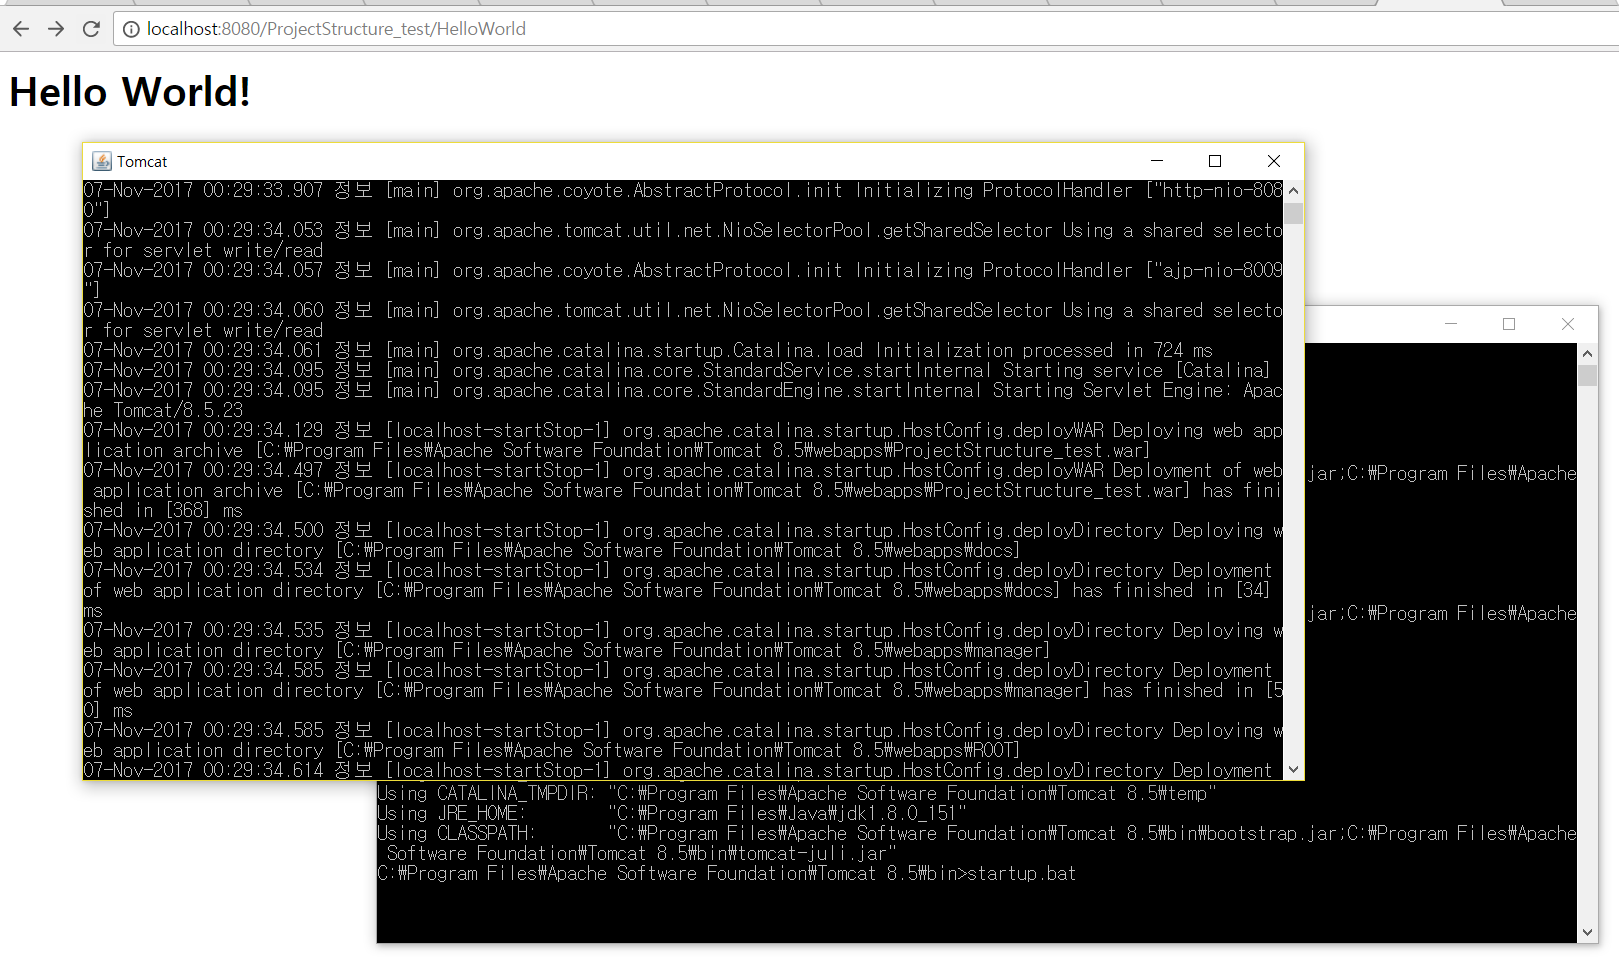 localhost:8080/ProjectStructure_test/HelloWorld
Hello World!
Tomcat
07-Nov-2017 00:29:33.907 정보 [main] org.apache.coyote.AbstractProtocol.init Initializing ProtocolHandler ["http-nio-808
0"]
07-Nov-2017 00:29:34.053 정보 [main] org.apache.tomcat.util.net.NioSelectorPool.getSharedSelector Using a shared selecto
r for servlet write/read
07-Nov-2017 00:29:34.057 정보 [main] org.apache.coyote.AbstractProtocol.init Initializing ProtocolHandler ["ajp-nio-8009
"]
07-Nov-2017 00:29:34.060 정보 [main] org.apache.tomcat.util.net.NioSelectorPool.getSharedSelector Using a shared selecto
r for servlet write/read
07-Nov-2017 00:29:34.061 정보 [main] org.apache.catalina.startup.Catalina.load Initialization processed in 724 ms
07-Nov-2017 00:29:34.095 정보 [main] org.apache.catalina.core.StandardService.startInternal Starting service [Catalina]
07-Nov-2017 00:29:34.095 정보 [main] org.apache.catalina.core.StandardEngine.startInternal Starting Servlet Engine: Apac
he Tomcat/8.5.23
07-Nov-2017 00:29:34.129 정보 [localhost-startStop-1] org.apache.catalina.startup.HostConfig.deployWAR Deploying web app
lication archive [C:₩Program Files₩Apache Software Foundation₩Tomcat 8.5₩webapps₩ProjectStructure_test.war]
07-Nov-2017 00:29:34.497 정보 [localhost-startStop-1] org.apache.catalina.startup.HostConfig.deployWAR Deployment of web
application archive [C:₩Program Files₩Apache Software Foundation₩Tomcat 8.5₩webapps₩ProjectStructure_test.war] has fini
shed in [368] ms
07-Nov-2017 00:29:34.500 정보 [localhost-startStop-1] org.apache.catalina.startup.HostConfig.deployDirectory Deploying w
eb application directory [C:₩Program Files₩Apache Software Foundation₩Tomcat 8.5₩webapps₩docs]
07-Nov-2017 00:29:34.534 정보 [localhost-startStop-1] org.apache.catalina.startup.HostConfig.deployDirectory Deployment
of web application directory [C:₩Program Files₩Apache Software Foundation₩Tomcat 8.5₩webapps₩docs] has finished in [34]
ms
07-Nov-2017 00:29:34.535 정보 [localhost-startStop-1] org.apache.catalina.startup.HostConfig.deployDirectory Deploying w
eb application directory [C:₩Program Files₩Apache Software Foundation₩Tomcat 8.5₩webapps₩manager]
07-Nov-2017 00:29:34.585 정보 [localhost-startStop-1] org.apache.catalina.startup.HostConfig.deployDirectory Deployment
of web application directory [C:₩Program Files₩Apache Software Foundation₩Tomcat 8.5₩webapps₩manager] has finished in [5
0] ms
07-Nov-2017 00:29:34.585 정보 [localhost-startStop-1] org.apache.catalina.startup.HostConfig.deployDirectory Deploying w
eb application directory [C:₩Program Files₩Apache Software Foundation₩Tomcat 8.5₩webapps₩ROOT]
07-Nov-2017 00:29:34.614 정보 [localhost-startStop-1] org.apache.catalina.startup.HostConfig.deployDirectory Deployment
jar;C:₩Program Files₩Apache
jar;C:₩Program Files₩Apache
Using CATALINA_TMPDIR: "C:₩Program Files₩Apache Software Foundation₩Tomcat 8.5₩temp"
Using JRE_HOME: "C:₩Program Files₩Java₩jdk1.8.0_151"
Using CLASSPATH: "C:₩Program Files₩Apache Software Foundation₩Tomcat 8.5₩bin₩bootstrap.jar;C:₩Program Files₩Apache
Software Foundation₩Tomcat 8.5₩bin₩tomcat-juli.jar"
C:₩Program Files₩Apache Software Foundation₩Tomcat 8.5₩bin>startup.bat